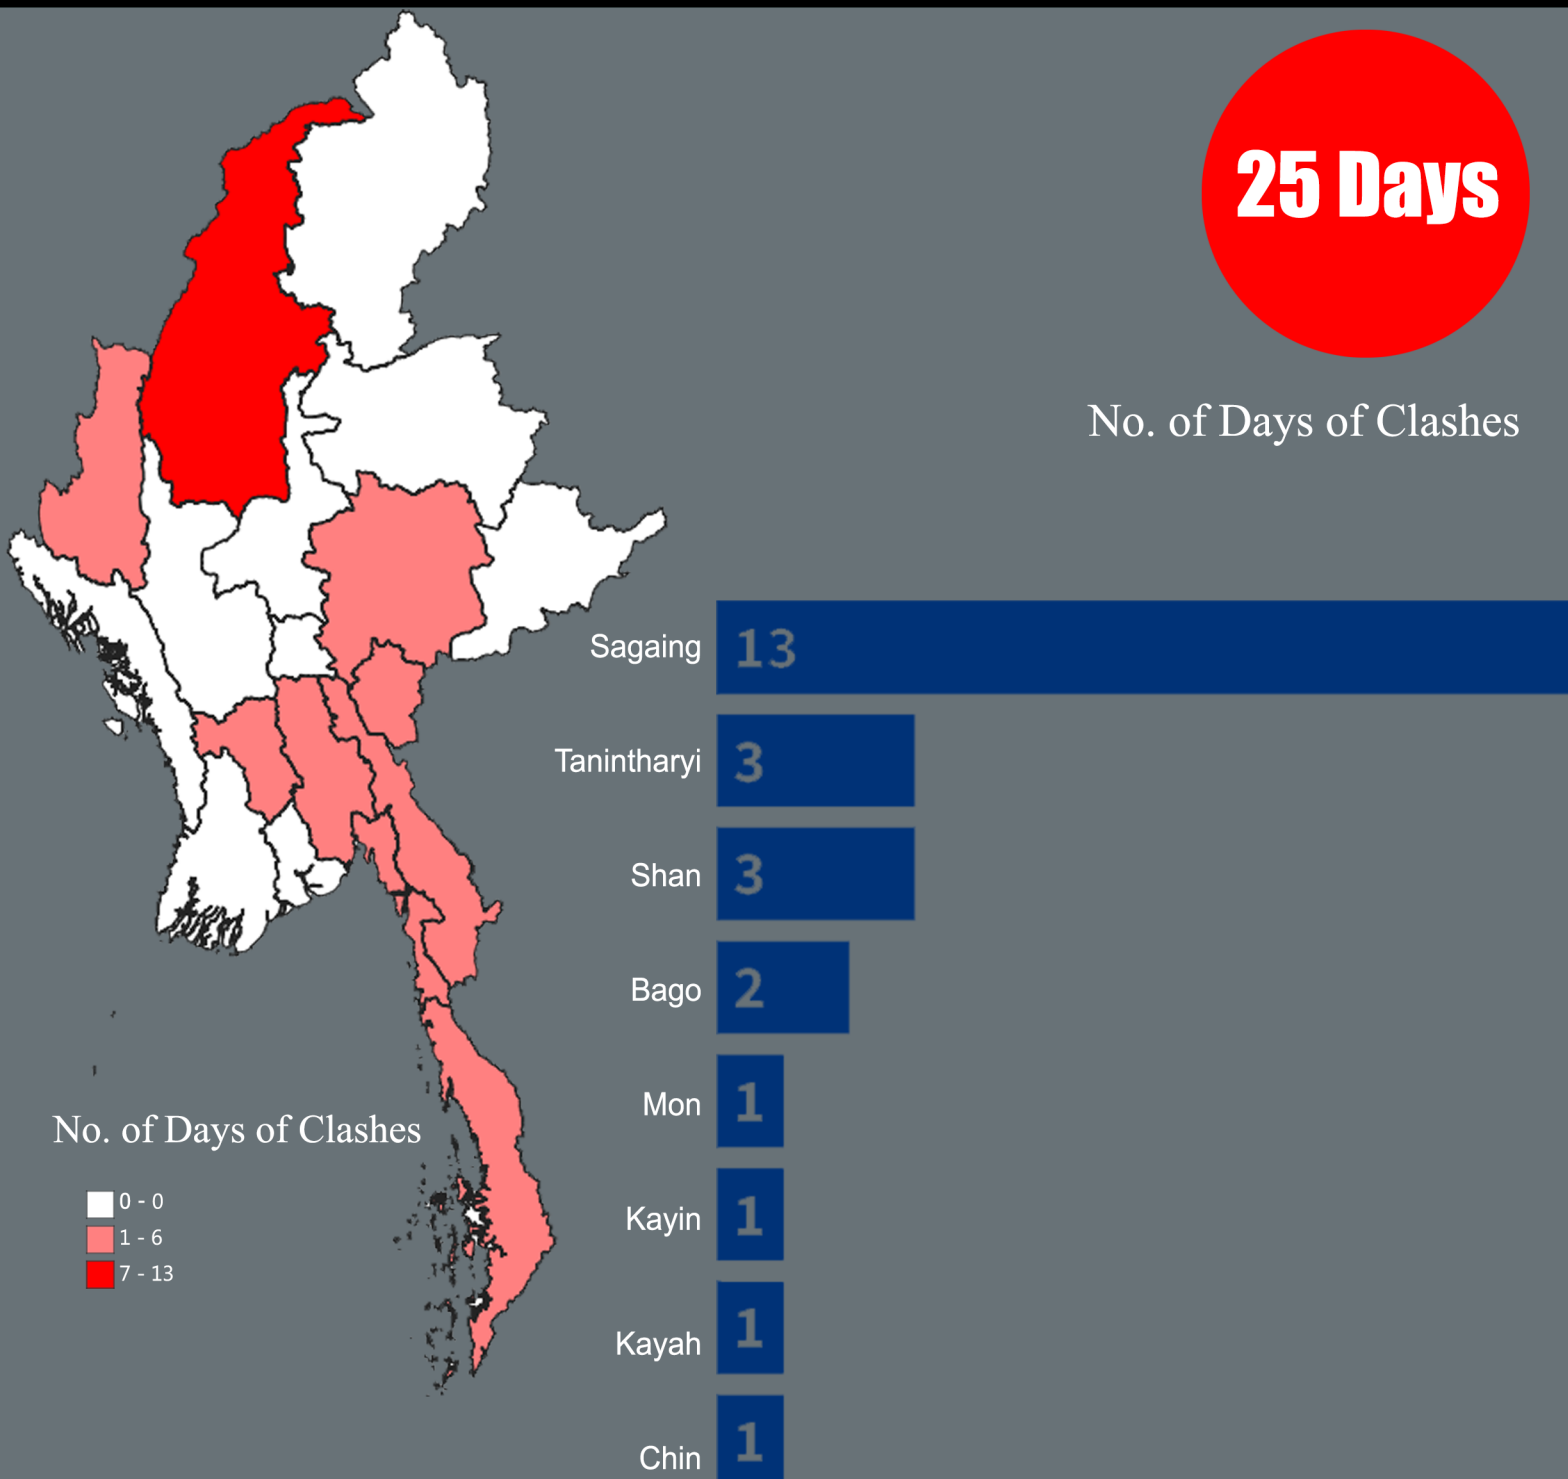 25 Days
No. of Days of Clashes
Sagaing 13
Tanintharyi 3
Shan 3
Bago 2
Mon 1
Kayin 1
Kayah 1
Chin 1
No. of Days of Clashes
0 - 0
1 - 6
7 - 13